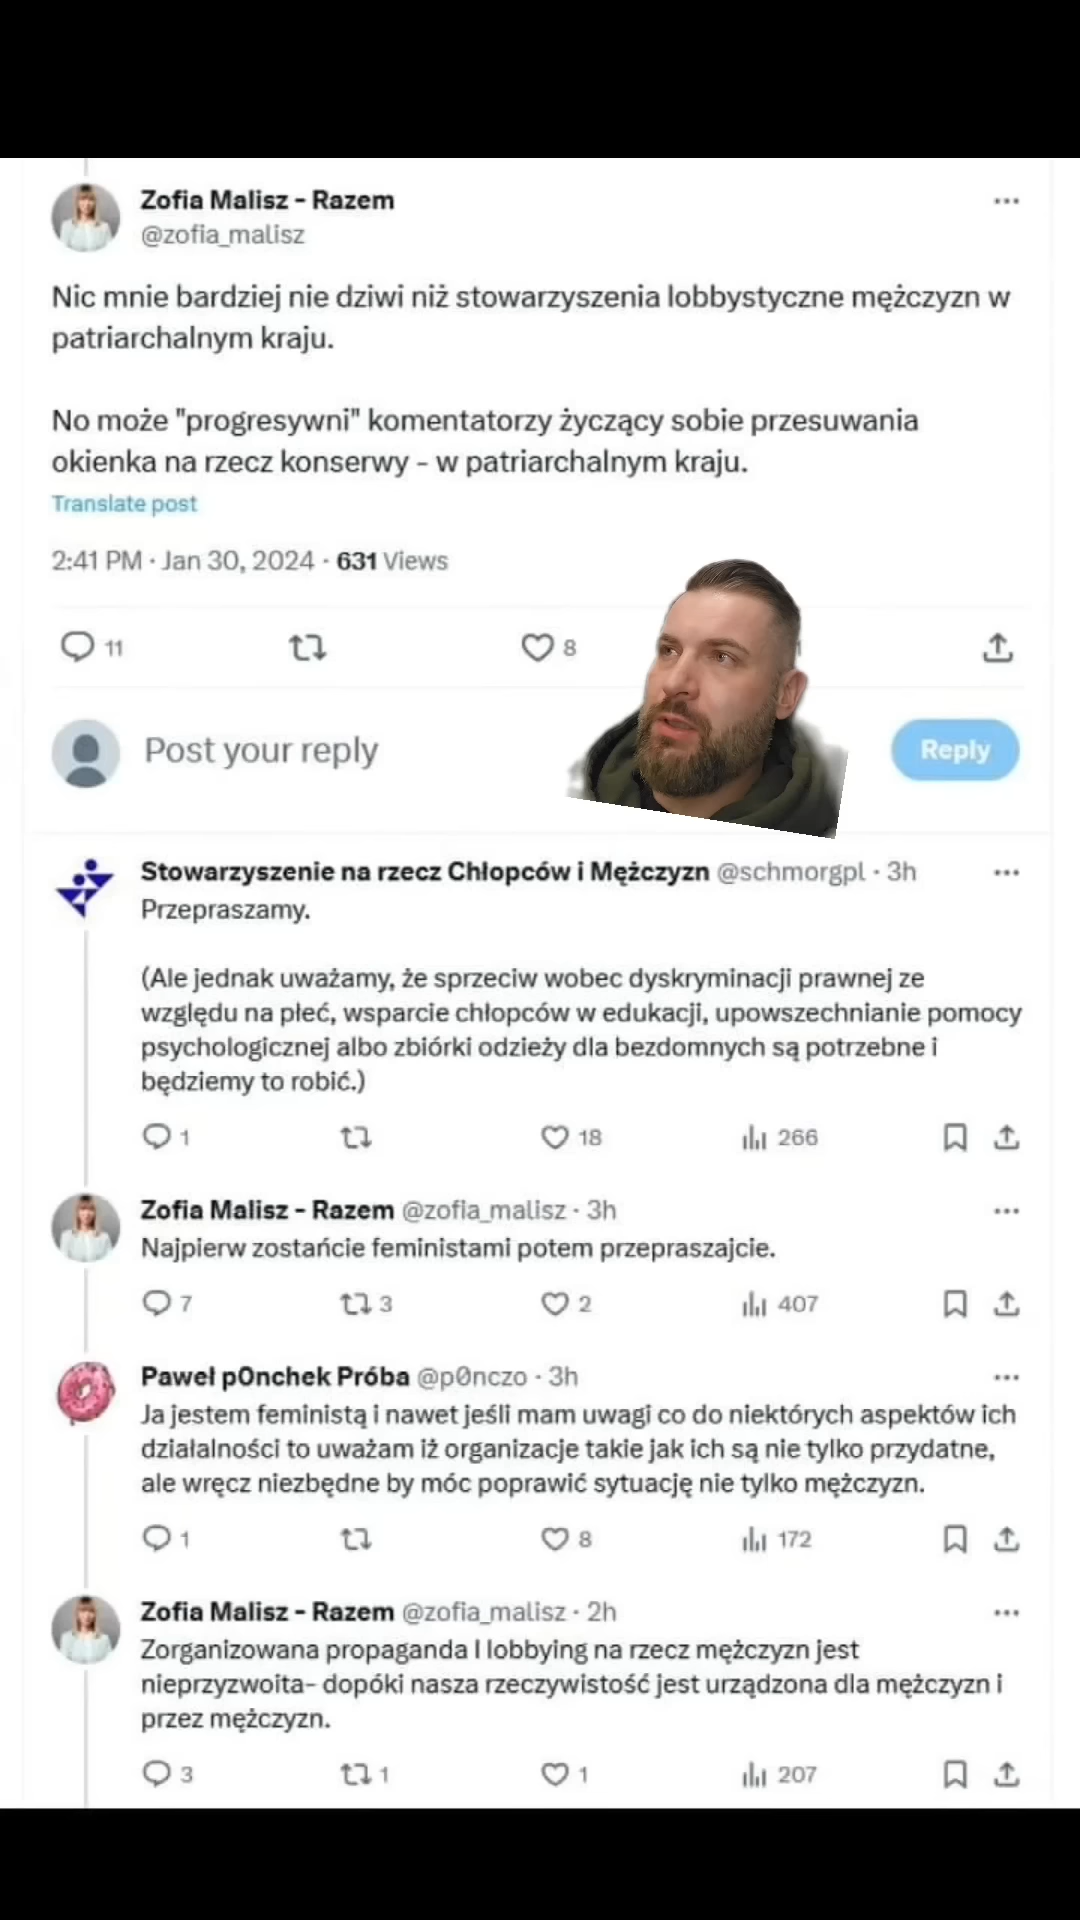 Zofia Malisz - Razem
@zofia_malisz
Nic mnie bardziej nie dziwi niż stowarzyszenia lobbystyczne mężczyzn w
patriarchalnym kraju.
No może "progresywni" komentatorzy życzący sobie przesuwania
okienka na rzecz konserwy - w patriarchalnym kraju.
Translate post
2:41 PM · Jan 30, 2024 · 631 Views
11 8
Post your reply
Reply
Stowarzyszenie na rzecz Chłopców i Mężczyzn @schmorgpl · 3h
Przepraszamy.
(Ale jednak uważamy, że sprzeciw wobec dyskryminacji prawnej ze
względu na płeć, wsparcie chłopców w edukacji, upowszechnianie pomocy
psychologicznej albo zbiórki odzieży dla bezdomnych są potrzebne i
będziemy to robić.)
1 18 266
Zofia Malisz - Razem @zofia_malisz · 3h
Najpierw zostańcie feministami potem przepraszajcie.
7 3 2 407
Paweł p0nchek Próba @p0nczo · 3h
Ja jestem feministą i nawet jeśli mam uwagi co do niektórych aspektów ich
działalności to uważam iż organizacje takie jak ich są nie tylko przydatne,
ale wręcz niezbędne by móc poprawić sytuację nie tylko mężczyzn.
1 8 172
Zofia Malisz - Razem @zofia_malisz · 2h
Zorganizowana propaganda I lobbying na rzecz mężczyzn jest
nieprzyzwoita- dopóki nasza rzeczywistość jest urządzona dla mężczyzn i
przez mężczyzn.
3 1 1 207